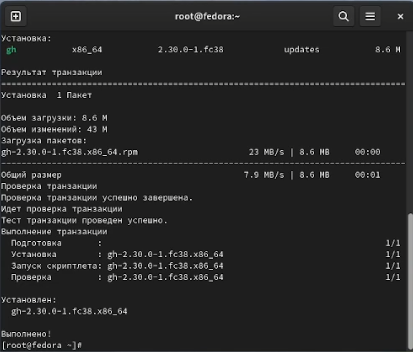 root@fedora:~
Установка:
gh x86_64 2.30.0-1.fc38 updates 8.6 M
Результат транзакции
================================================================================
Установка 1 Пакет
Объем загрузки: 8.6 M
Объем изменений: 43 M
Загрузка пакетов:
gh-2.30.0-1.fc38.x86_64.rpm 23 MB/s | 8.6 MB 00:00
--------------------------------------------------------------------------------
Общий размер 7.9 MB/s | 8.6 MB 00:01
Проверка транзакции
Проверка транзакции успешно завершена.
Идет проверка транзакции
Тест транзакции проведен успешно.
Выполнение транзакции
Подготовка : 1/1
Установка : gh-2.30.0-1.fc38.x86_64 1/1
Запуск скриптлета: gh-2.30.0-1.fc38.x86_64 1/1
Проверка : gh-2.30.0-1.fc38.x86_64 1/1
Установлен:
gh-2.30.0-1.fc38.x86_64
Выполнено!
[root@fedora ~]#